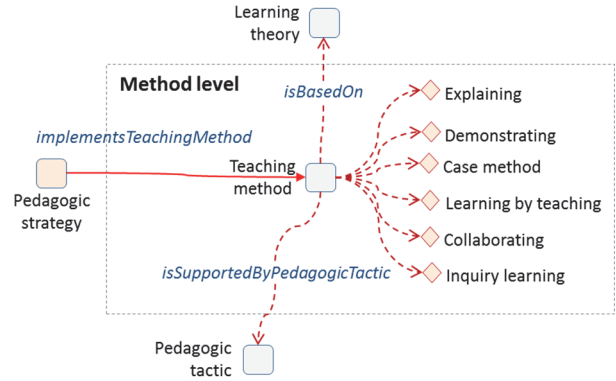 Learning
theory
Method level
isBasedOn
Explaining
implementsTeachingMethod
Demonstrating
Teaching
method
Case method
Pedagogic
strategy
Learning by teaching
Collaborating
isSupportedByPedagogicTactic
Inquiry learning
Pedagogic
tactic